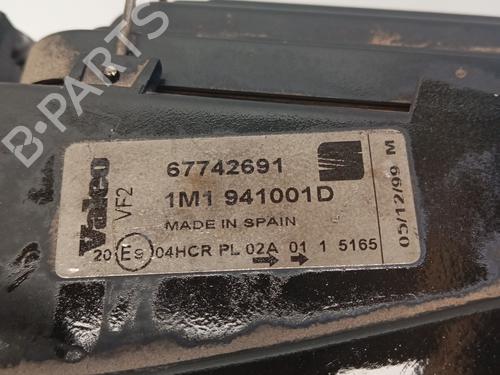 B-PARTS
Valeo
VF2
67742691
1M1 941001D
MADE IN SPAIN
20 E9 04HCR PL 02A 01 1 5165
05/12/99 M